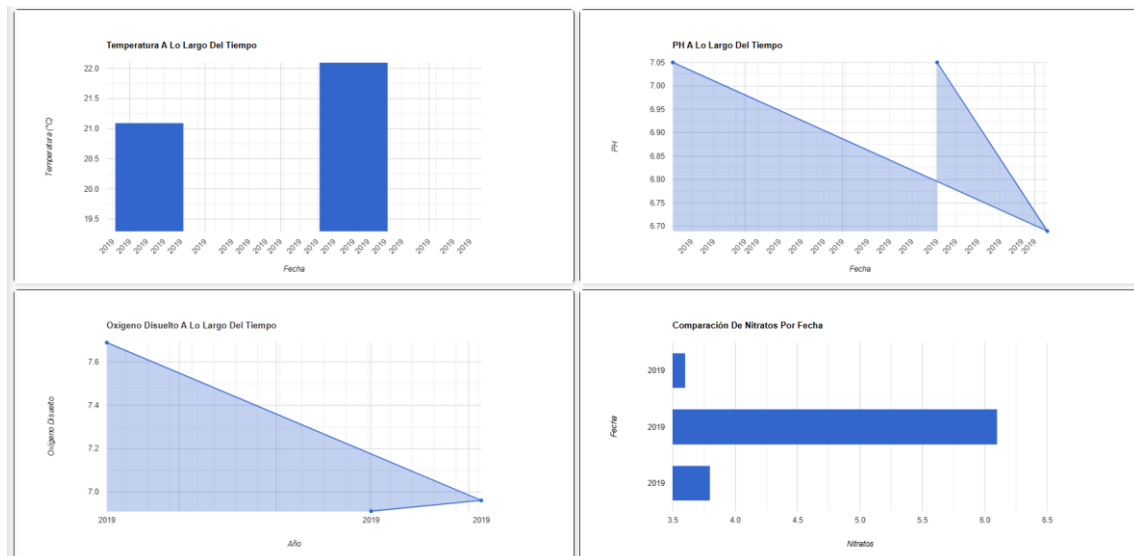 Temperatura A Lo Largo Del Tiempo
Temperatura (°C)
22.0
21.5
21.0
20.5
20.0
19.5
2019 2019 2019 2019 2019 2019 2019 2019 2019 2019 2019 2019 2019 2019 2019 2019 2019
Fecha
PH A Lo Largo Del Tiempo
PH
7.05
7.00
6.95
6.90
6.85
6.80
6.75
6.70
2019 2019 2019 2019 2019 2019 2019 2019 2019 2019 2019 2019 2019 2019
Fecha
Oxigeno Disuelto A Lo Largo Del Tiempo
Oxigeno Disuelto
7.6
7.4
7.2
7.0
2019 2019 2019
Año
Comparación De Nitratos Por Fecha
Fecha
2019
2019
2019
3.5 4.0 4.5 5.0 5.5 6.0 6.5
Nitratos